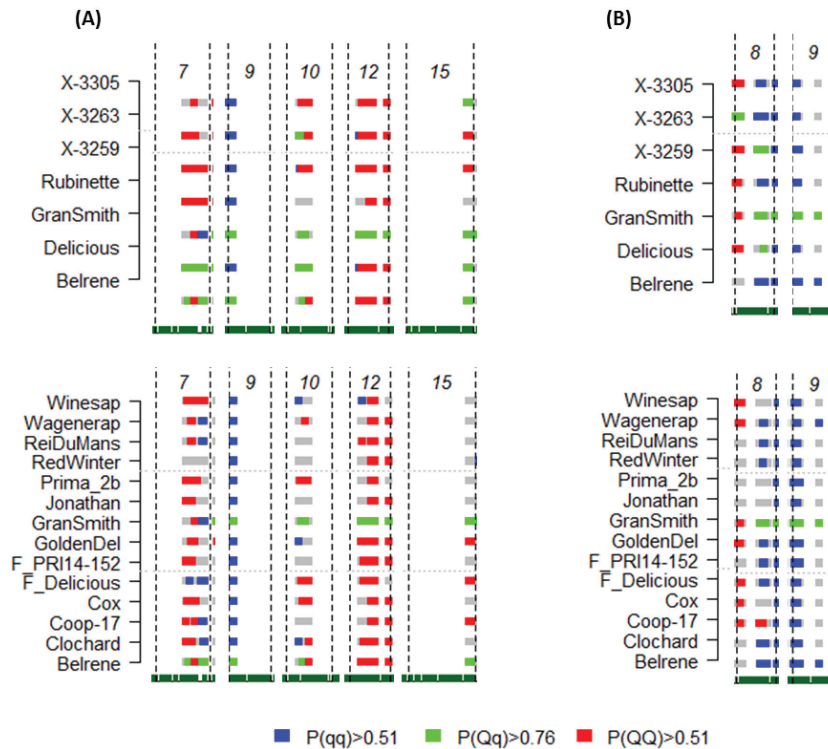 (A)
(B)
7 9 10 12 15
8 9
X-3305
X-3263
X-3259
Rubinette
GranSmith
Delicious
Belrene
X-3305
X-3263
X-3259
Rubinette
GranSmith
Delicious
Belrene
7 9 10 12 15
8 9
Winesap
Wagenerap
ReiDuMans
RedWinter
Prima_2b
Jonathan
GranSmith
GoldenDel
F_PRI14-152
F_Delicious
Cox
Coop-17
Clochard
Belrene
Winesap
Wagenerap
ReiDuMans
RedWinter
Prima_2b
Jonathan
GranSmith
GoldenDel
F_PRI14-152
F_Delicious
Cox
Coop-17
Clochard
Belrene
P(qq)>0.51 P(Qq)>0.76 P(QQ)>0.51